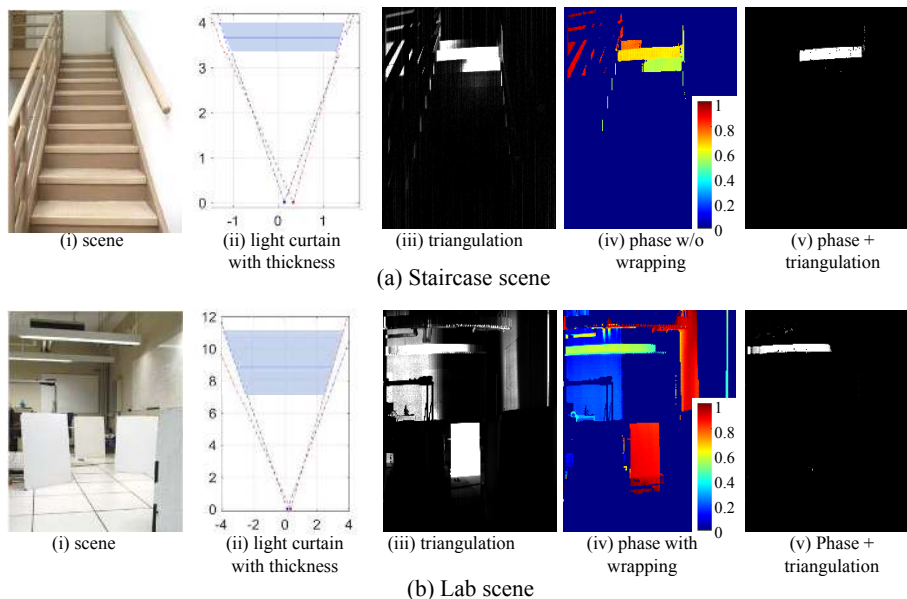 4
3
2
1
0
-1
0
1
1
0.8
0.6
0.4
0.2
0
(i) scene
(ii) light curtain
with thickness
(iii) triangulation
(iv) phase w/o
wrapping
(v) phase +
triangulation
(a) Staircase scene
12
10
8
6
4
2
0
-4
-2
0
2
4
1
0.8
0.6
0.4
0.2
0
(i) scene
(ii) light curtain
with thickness
(iii) triangulation
(iv) phase with
wrapping
(v) Phase +
triangulation
(b) Lab scene